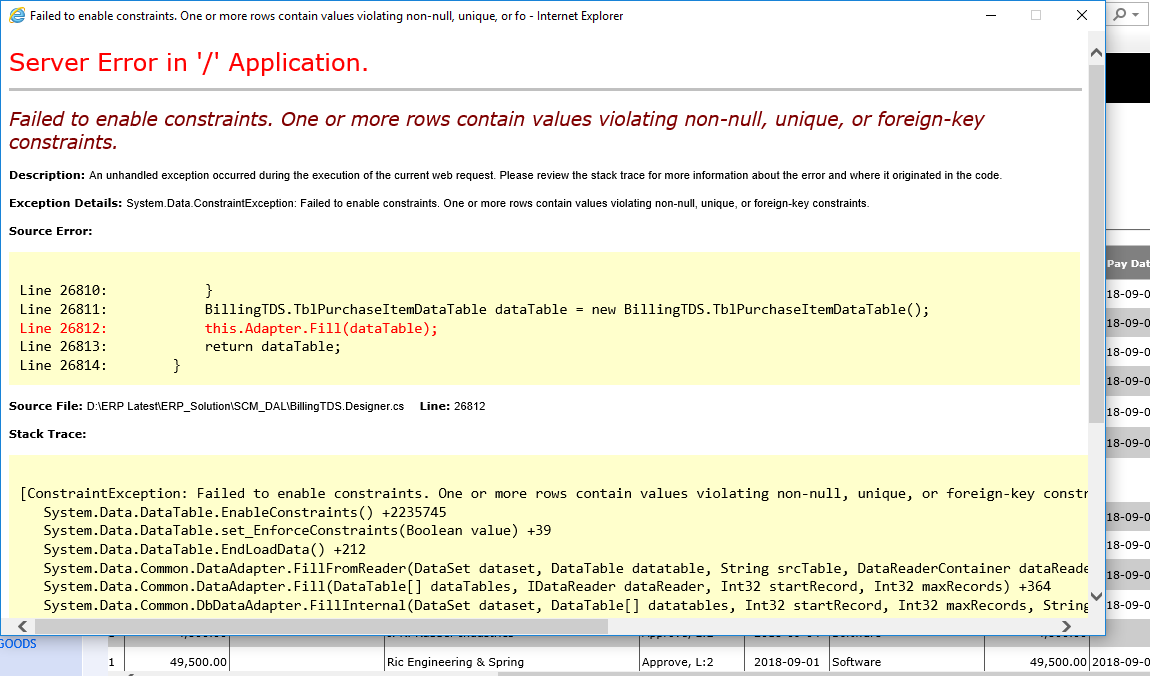 Failed to enable constraints. One or more rows contain values violating non-null, unique, or fo - Internet Explorer
Server Error in '/' Application.
Failed to enable constraints. One or more rows contain values violating non-null, unique, or foreign-key
constraints.
Description: An unhandled exception occurred during the execution of the current web request. Please review the stack trace for more information about the error and where it originated in the code.
Exception Details: System.Data.ConstraintException: Failed to enable constraints. One or more rows contain values violating non-null, unique, or foreign-key constraints.
Source Error:
Line 26810:            }
Line 26811:            BillingTDS.TblPurchaseItemDataTable dataTable = new BillingTDS.TblPurchaseItemDataTable();
Line 26812:            this.Adapter.Fill(dataTable);
Line 26813:            return dataTable;
Line 26814:        }
Source File: D:\ERP Latest\ERP_Solution\SCM_DAL\BillingTDS.Designer.cs    Line: 26812
Stack Trace:
[ConstraintException: Failed to enable constraints. One or more rows contain values violating non-null, unique, or foreign-key constr
System.Data.DataTable.EnableConstraints() +2235745
System.Data.DataTable.set_EnforceConstraints(Boolean value) +39
System.Data.DataTable.EndLoadData() +212
System.Data.Common.DataAdapter.FillFromReader(DataSet dataset, DataTable datatable, String srcTable, DataReaderContainer dataReade
System.Data.Common.DataAdapter.Fill(DataTable[] dataTables, IDataReader dataReader, Int32 startRecord, Int32 maxRecords) +364
System.Data.Common.DbDataAdapter.FillInternal(DataSet dataset, DataTable[] datatables, Int32 startRecord, Int32 maxRecords, String
Pay Dat
18-09-0
18-09-0
18-09-0
18-09-0
18-09-0
18-09-0
18-09-0
18-09-0
18-09-0
18-09-0
GOODS
1 49,500.00 Ric Engineering & Spring Approve, L:2 2018-09-01 Software 49,500.00 2018-09-0